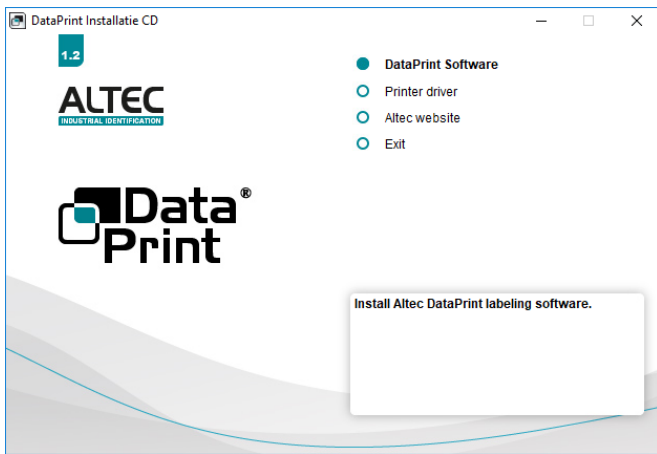 DataPrint Installatie CD
1.2
ALTEC
INDUSTRIAL IDENTIFICATION
Data®
Print
DataPrint Software
Printer driver
Altec website
Exit
Install Altec DataPrint labeling software.